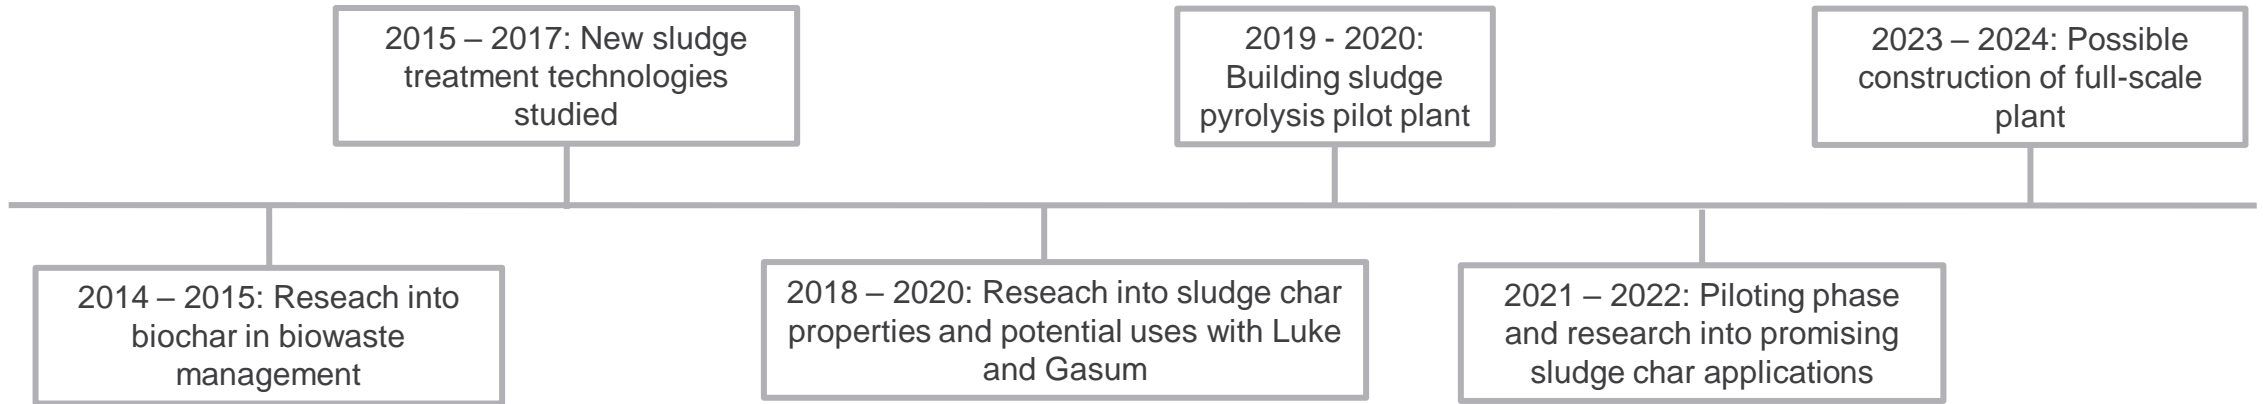 2015 – 2017: New sludge
treatment technologies
studied
2019 - 2020:
Building sludge
pyrolysis pilot plant
2023 – 2024: Possible
construction of full-scale
plant
2014 – 2015: Reseach into
biochar in biowaste
management
2018 – 2020: Reseach into sludge char
properties and potential uses with Luke
and Gasum
2021 – 2022: Piloting phase
and research into promising
sludge char applications